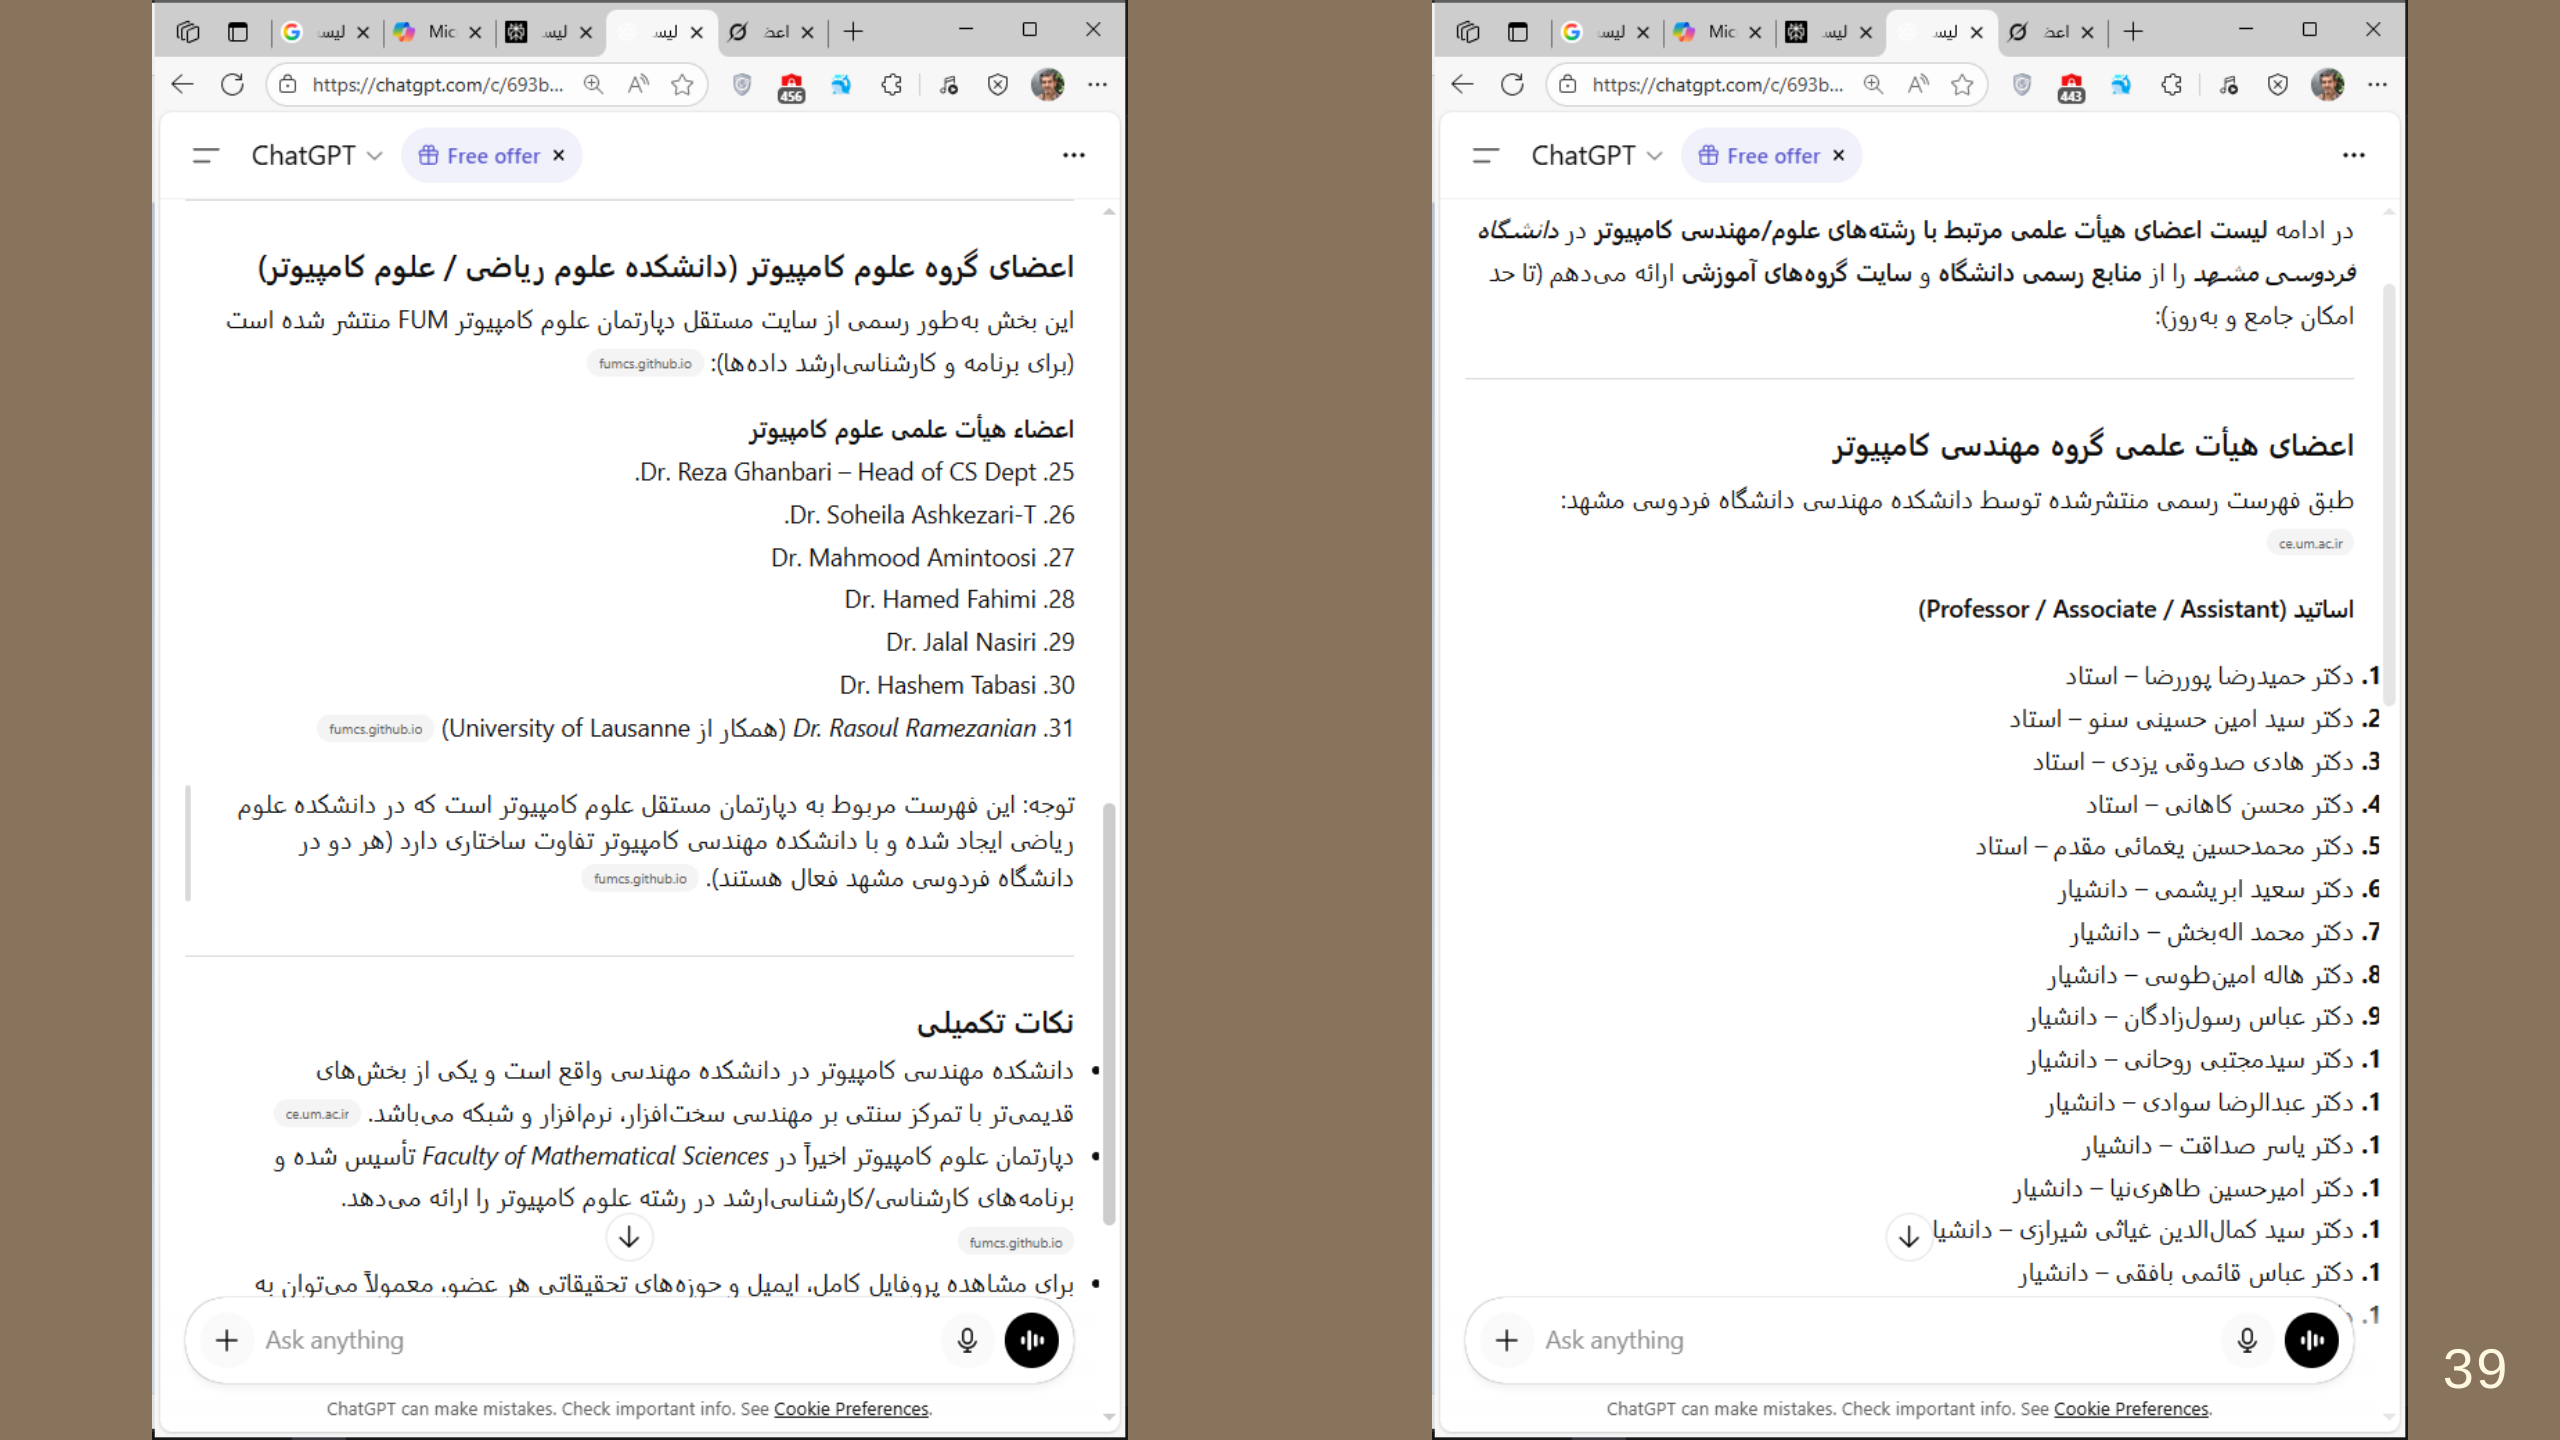 لیس
Mic
لیس
لیس
اعض
https://chatgpt.com/c/693b...
456
ChatGPT
Free offer
اعضای گروه علوم کامپیوتر (دانشکده علوم ریاضی / علوم کامپیوتر)
این بخش به‌طور رسمی از سایت مستقل دپارتمان علوم کامپیوتر FUM منتشر شده است
(برای برنامه و کارشناسی‌ارشد داده‌ها): fumcs.github.io
اعضاء هیأت علمی علوم کامپیوتر
25. Dr. Reza Ghanbari – Head of CS Dept.
26. Dr. Soheila Ashkezari-T.
27. Dr. Mahmood Amintoosi
28. Dr. Hamed Fahimi
29. Dr. Jalal Nasiri
30. Dr. Hashem Tabasi
31. Dr. Rasoul Ramezanian (همکار از University of Lausanne) fumcs.github.io
توجه: این فهرست مربوط به دپارتمان مستقل علوم کامپیوتر است که در دانشکده علوم
ریاضی ایجاد شده و با دانشکده مهندسی کامپیوتر تفاوت ساختاری دارد (هر دو در
دانشگاه فردوسی مشهد فعال هستند). fumcs.github.io
نکات تکمیلی
• دانشکده مهندسی کامپیوتر در دانشکده مهندسی واقع است و یکی از بخش‌های
قدیمی‌تر با تمرکز سنتی بر مهندسی سخت‌افزار، نرم‌افزار و شبکه می‌باشد. ce.um.ac.ir
• دپارتمان علوم کامپیوتر اخیراً در Faculty of Mathematical Sciences تأسیس شده و
برنامه‌های کارشناسی/کارشناسی‌ارشد در رشته علوم کامپیوتر را ارائه می‌دهد.
fumcs.github.io
• برای مشاهده پروفایل کامل، ایمیل و حوزه‌های تحقیقاتی هر عضو، معمولاً می‌توان به
Ask anything
ChatGPT can make mistakes. Check important info. See Cookie Preferences.
لیس
Mic
لیس
لیس
اعض
https://chatgpt.com/c/693b...
443
ChatGPT
Free offer
در ادامه لیست اعضای هیأت علمی مرتبط با رشته‌های علوم/مهندسی کامپیوتر در دانشگاه
فردوسی مشهد را از منابع رسمی دانشگاه و سایت گروه‌های آموزشی ارائه می‌دهم (تا حد
امکان جامع و به‌روز):
اعضای هیأت علمی گروه مهندسی کامپیوتر
طبق فهرست رسمی منتشرشده توسط دانشکده مهندسی دانشگاه فردوسی مشهد:
ce.um.ac.ir
اساتید (Professor / Associate / Assistant)
1. دکتر حمیدرضا پوررضا – استاد
2. دکتر سید امین حسینی سنو – استاد
3. دکتر هادی صدوقی یزدی – استاد
4. دکتر محسن کاهانی – استاد
5. دکتر محمدحسین یغمائی مقدم – استاد
6. دکتر سعید ابریشمی – دانشیار
7. دکتر محمد اله‌بخش – دانشیار
8. دکتر هاله امین‌طوسی – دانشیار
9. دکتر عباس رسول‌زادگان – دانشیار
1. دکتر سیدمجتبی روحانی – دانشیار
1. دکتر عبدالرضا سوادی – دانشیار
1. دکتر یاسر صداقت – دانشیار
1. دکتر امیرحسین طاهری‌نیا – دانشیار
1. دکتر سید کمال‌الدین غیاثی شیرازی – دانشیا
1. دکتر عباس قائمی بافقی – دانشیار
1.
Ask anything
ChatGPT can make mistakes. Check important info. See Cookie Preferences.
39